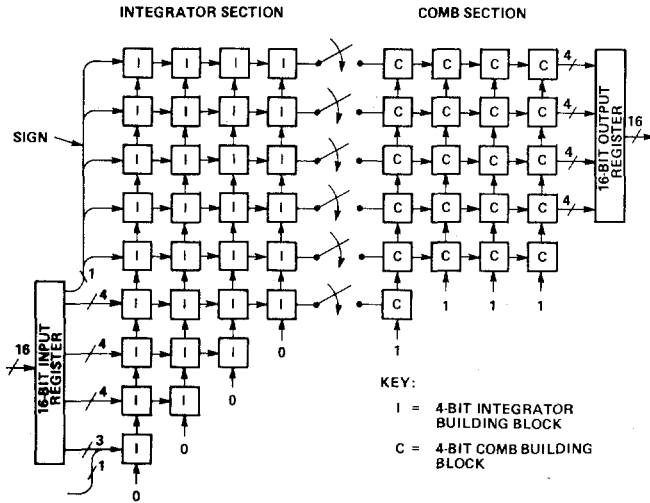 INTEGRATOR SECTION
COMB SECTION
I I I I C C C C 4
I I I I C C C C 4
SIGN
I I I I C C C C 4
16-BIT OUTPUT
REGISTER
16
I I I I C C C C 4
I I I I C C C C
1
4 I I I I C 1 1 1
16
16-BIT INPUT
REGISTER
4 I I I 0 1
4 I I 0
3 I 0
1
0
KEY:
I = 4-BIT INTEGRATOR
BUILDING BLOCK
C = 4-BIT COMB BUILDING
BLOCK